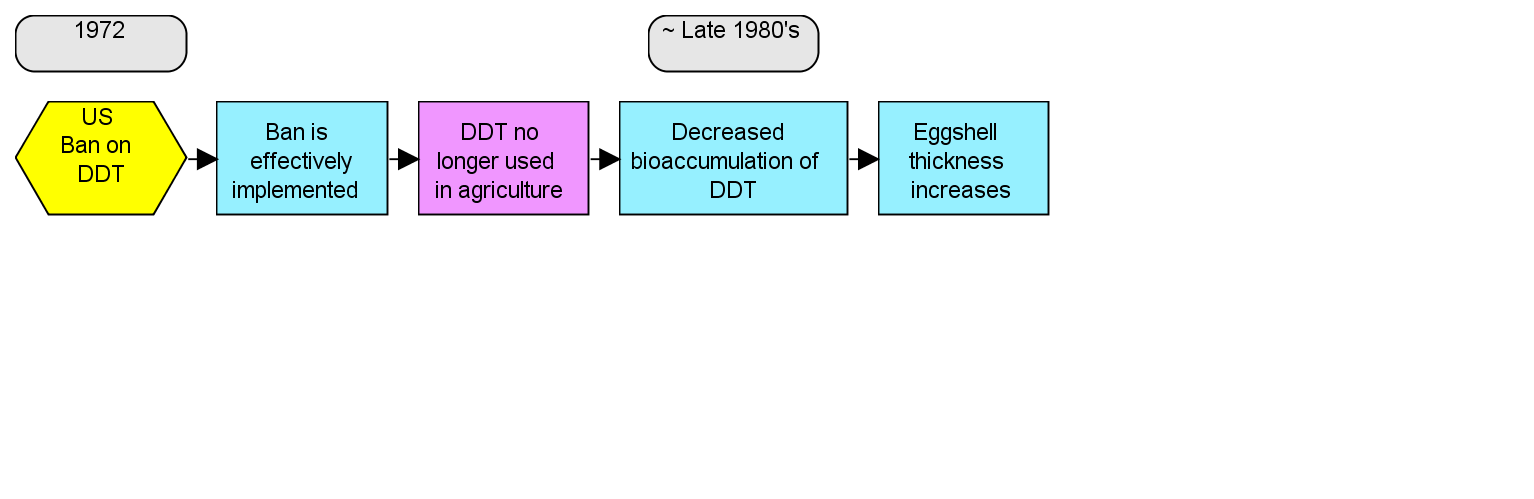 1972
~ Late 1980's
US
Ban on
DDT
Ban is
effectively
implemented
DDT no
longer used
in agriculture
Decreased
bioaccumulation of
DDT
Eggshell
thickness
increases